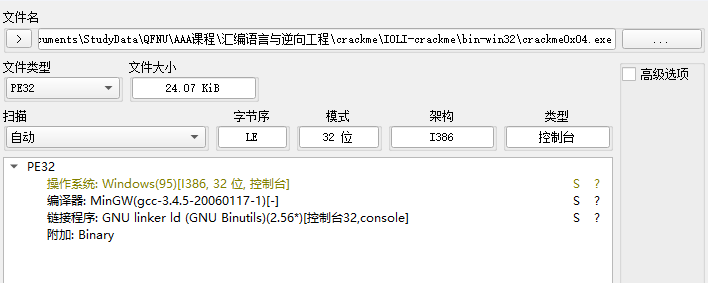 文件名
> cuments\StudyData\QFNU\AAA课程\汇编语言与逆向工程\crackme\IOLI-crackme\bin-win32\crackme0x04.exe ...
文件类型 文件大小
PE32 24.07 KiB
高级选项
扫描 字节序 模式 架构 类型
自动 LE 32 位 I386 控制台
PE32
操作系统: Windows(95)[I386, 32 位, 控制台] S ?
编译器: MinGW(gcc-3.4.5-20060117-1)[-] S ?
链接程序: GNU linker ld (GNU Binutils)(2.56*)[控制台32,console] S ?
附加: Binary